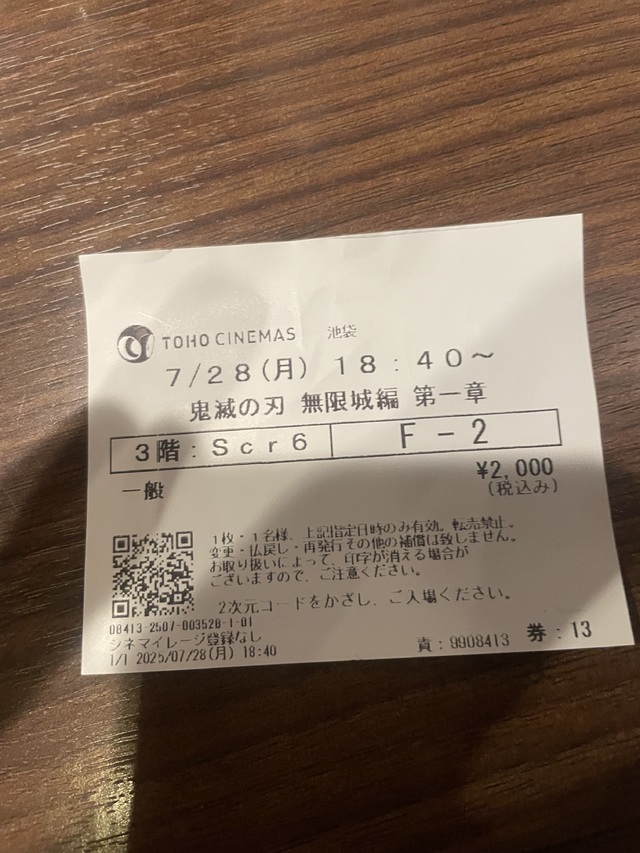 TOHO CINEMAS 池袋
7/28(月) 18:40～
鬼滅の刃 無限城編 第一章
3階:Scr6 F-2
一般 ¥2,000
(税込み)
1枚・1名様、上記指定日時のみ有効。転売禁止。
変更・払戻し・再発行その他の補償は致しません。
お取り扱いによって、印字が消える場合が
ございますので、ご注意ください。
2次元コードをかざし、ご入場ください。
08413-2507-003528-1-01
シネマイレージ登録なし
1/1 2025/07/28(月) 18:40 責:9908413 券:13